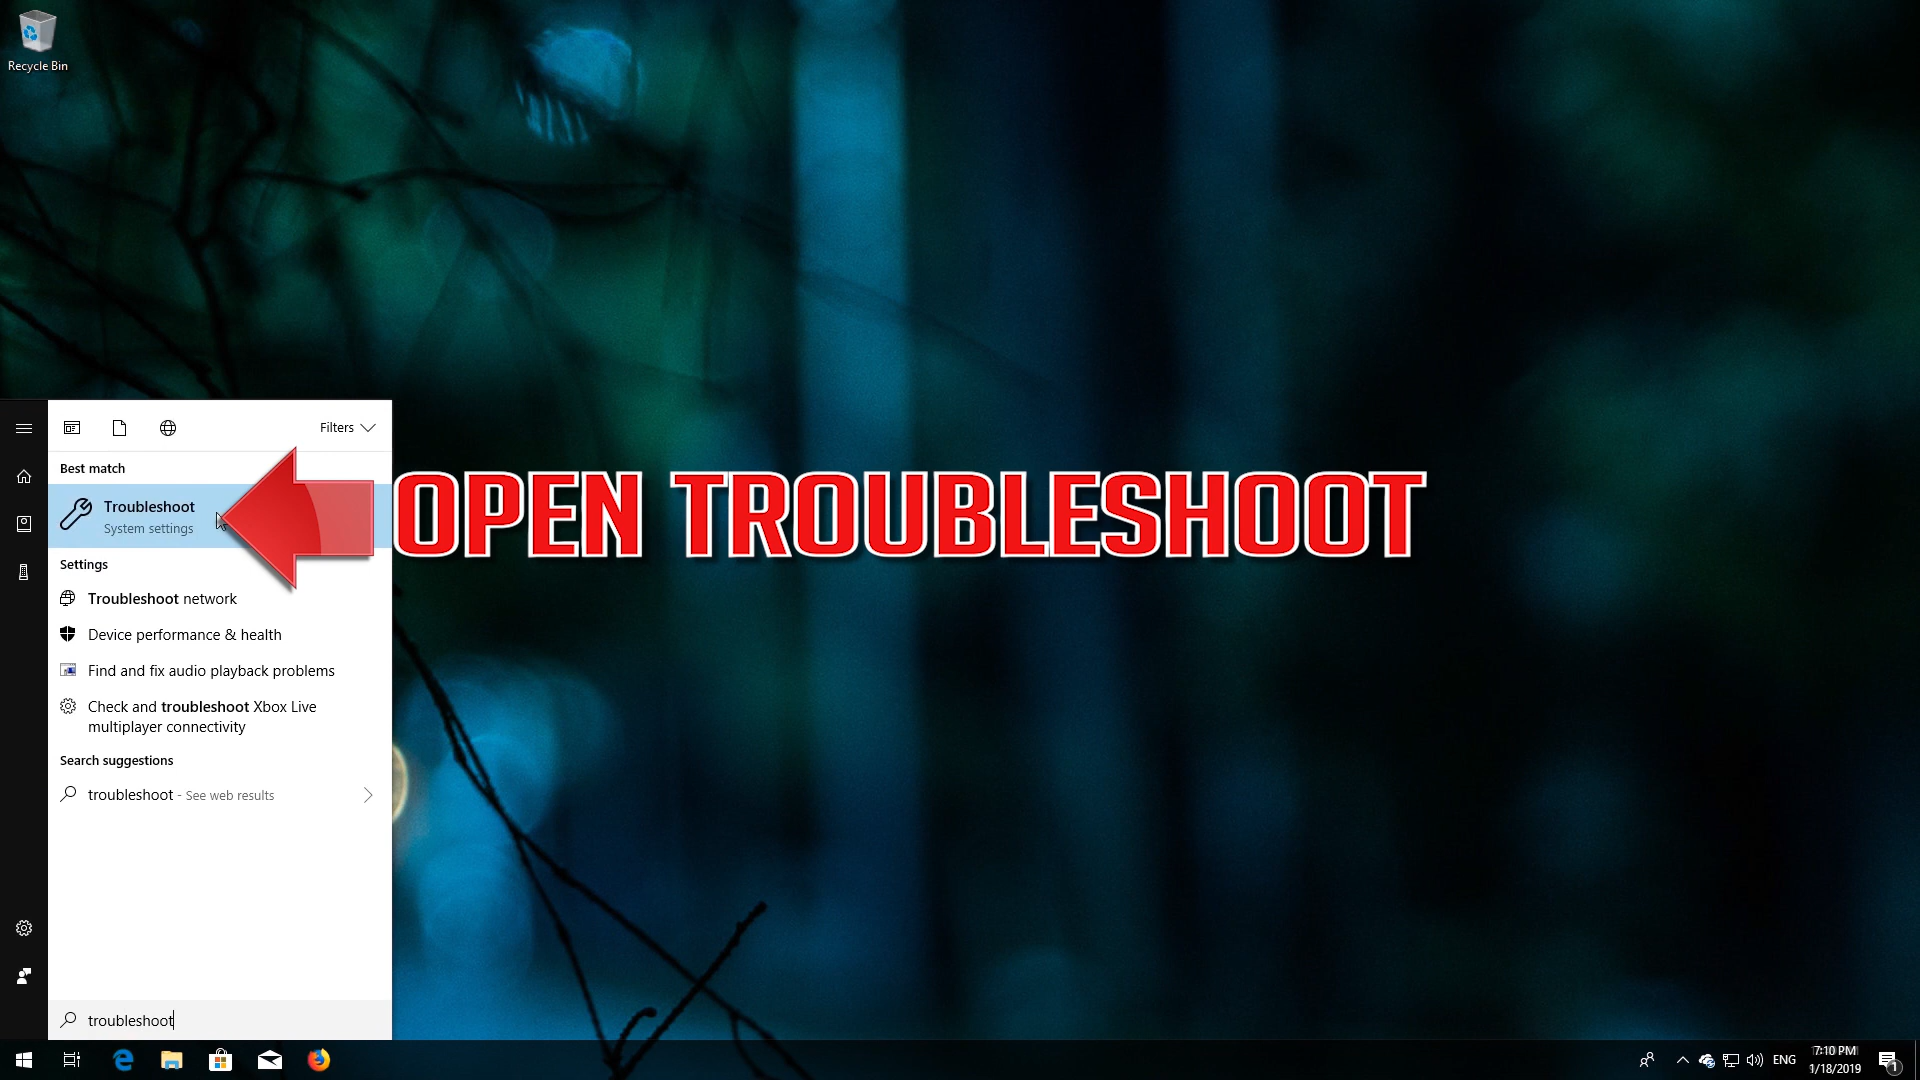 Recycle Bin
Filters
Best match
Troubleshoot
System settings
OPEN TROUBLESHOOT
Settings
Troubleshoot network
Device performance & health
Find and fix audio playback problems
Check and troubleshoot Xbox Live
multiplayer connectivity
Search suggestions
troubleshoot - See web results
troubleshoot
ENG
7:10 PM
1/18/2019
1